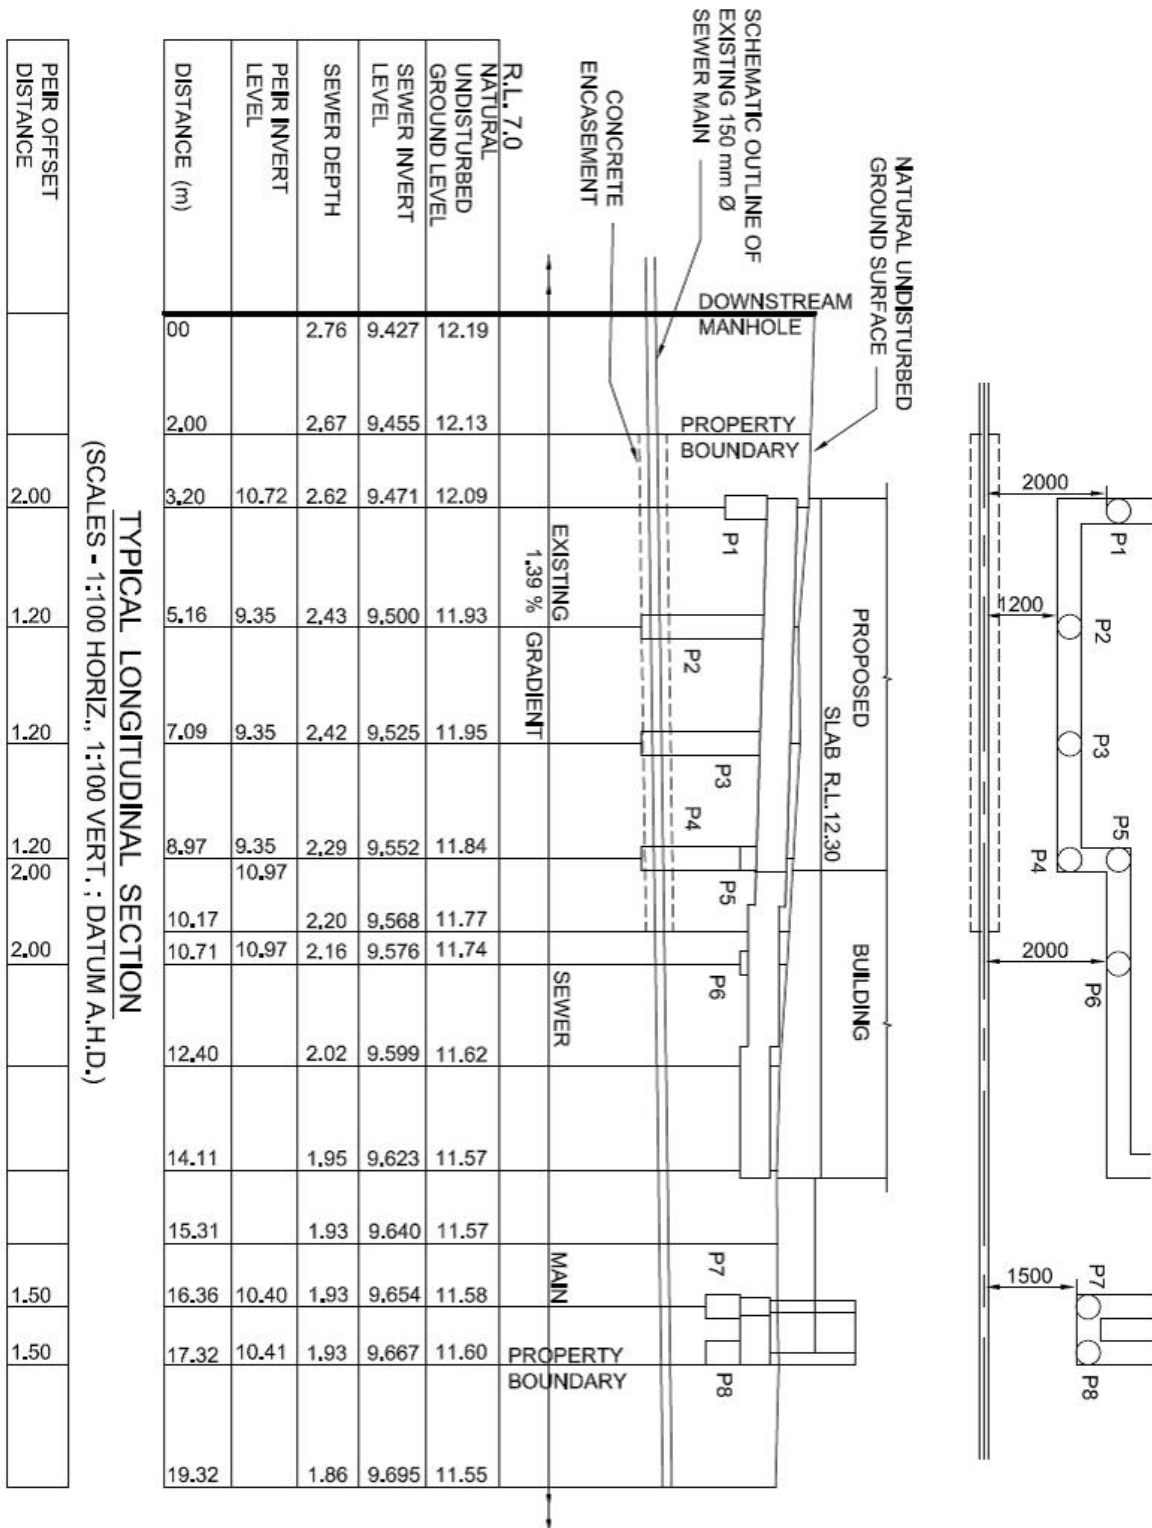 P1
P2
P3
P5
P4
P6
P7
P8
2000
1200
2000
1500
NATURAL UNDISTURBED
GROUND SURFACE
SCHEMATIC OUTLINE OF
EXISTING 150 mm Ø
SEWER MAIN
CONCRETE
ENCASEMENT
DOWNSTREAM
MANHOLE
PROPERTY
BOUNDARY
PROPOSED
BUILDING
SLAB R.L.12.30
P1
P2
P3
P4
P5
P6
P7
P8
EXISTING
SEWER
MAIN
1.39 %
GRADIENT
PROPERTY
BOUNDARY
R.L. 7.0
NATURAL
UNDISTURBED
GROUND LEVEL
12.19 12.13 12.09 11.93 11.95 11.84 11.77 11.74 11.62 11.57 11.57 11.58 11.60 11.55
SEWER INVERT
LEVEL
9.427 9.455 9.471 9.500 9.525 9.552 9.568 9.576 9.599 9.623 9.640 9.654 9.667 9.695
SEWER DEPTH
2.76 2.67 2.62 2.43 2.42 2.29 2.20 2.16 2.02 1.95 1.93 1.93 1.93 1.86
PEIR INVERT
LEVEL
10.72 9.35 9.35 9.35 10.97 10.97 10.40 10.41
DISTANCE (m)
00 2.00 3.20 5.16 7.09 8.97 10.17 10.71 12.40 14.11 15.31 16.36 17.32 19.32
TYPICAL LONGITUDINAL SECTION
(SCALES - 1:100 HORIZ., 1:100 VERT. ; DATUM A.H.D.)
PEIR OFFSET
DISTANCE
2.00 1.20 1.20 1.20 2.00 2.00 1.50 1.50